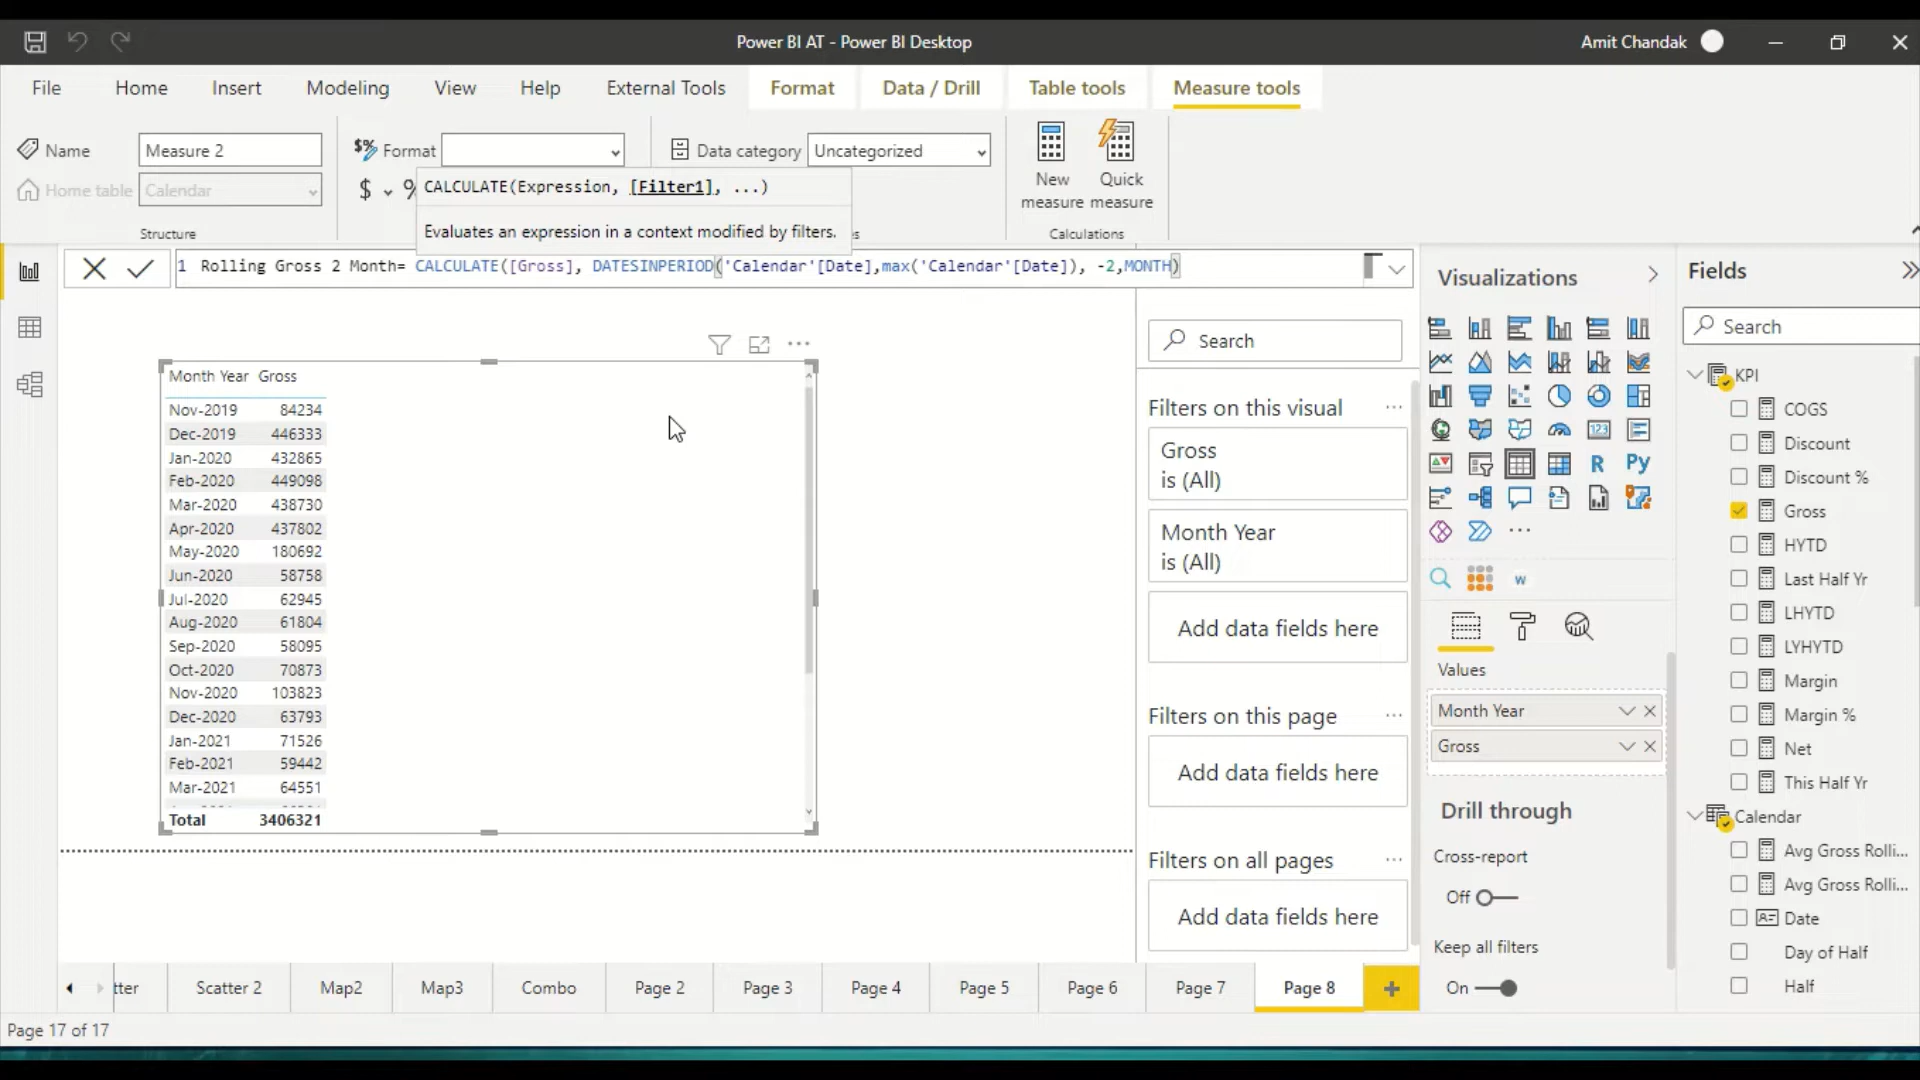 Power BI AT - Power BI Desktop
Amit Chandak
File Home Insert Modeling View Help External Tools Format Data / Drill Table tools Measure tools
Name Measure 2
Home table Calendar
Structure
Format
Data category Uncategorized
$ %
CALCULATE(Expression, [Filter1], ...)
Evaluates an expression in a context modified by filters.
New measure
Quick measure
Calculations
1 Rolling Gross 2 Month= CALCULATE([Gross], DATESINPERIOD('Calendar'[Date],max('Calendar'[Date]), -2,MONTH)
Month Year Gross
Nov-2019 84234
Dec-2019 446333
Jan-2020 432865
Feb-2020 449098
Mar-2020 438730
Apr-2020 437802
May-2020 180692
Jun-2020 58758
Jul-2020 62945
Aug-2020 61804
Sep-2020 58095
Oct-2020 70873
Nov-2020 103823
Dec-2020 63793
Jan-2021 71526
Feb-2021 59442
Mar-2021 64551
Total 3406321
Search
Filters on this visual ...
Gross
is (All)
Month Year
is (All)
Add data fields here
Filters on this page ...
Add data fields here
Filters on all pages ...
Add data fields here
Visualizations
123
R Py
W
Values
Month Year
Gross
Drill through
Cross-report
Off
Keep all filters
On
Fields
Search
KPI
COGS
Discount
Discount %
Gross
HYTD
Last Half Yr
LHYTD
LYHYTD
Margin
Margin %
Net
This Half Yr
Calendar
Avg Gross Rolli...
Avg Gross Rolli...
Date
Day of Half
Half
tter Scatter 2 Map2 Map3 Combo Page 2 Page 3 Page 4 Page 5 Page 6 Page 7 Page 8 +
Page 17 of 17